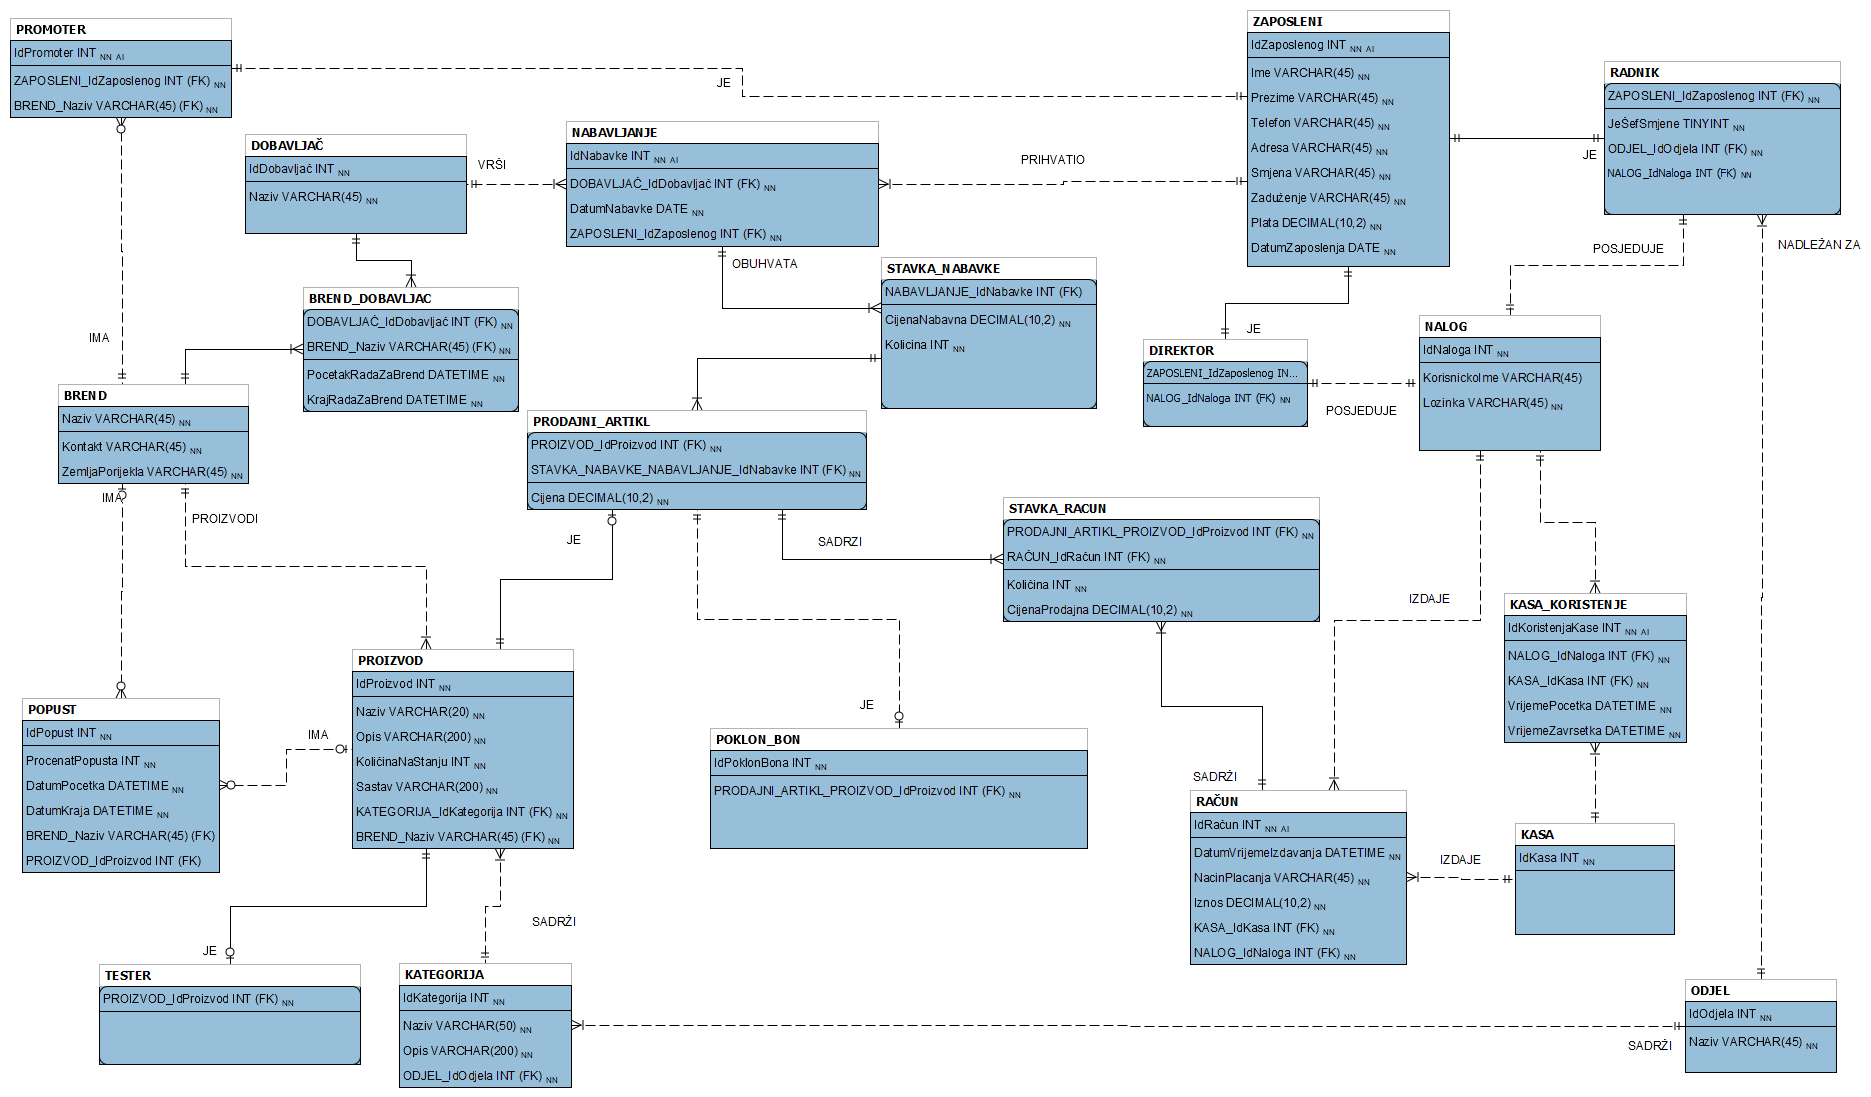 PROMOTER
IdPromoter INT NN AI
ZAPOSLENI_IdZaposlenog INT (FK) NN
BREND_Naziv VARCHAR(45) (FK) NN
JE
ZAPOSLENI
IdZaposlenog INT NN AI
Ime VARCHAR(45) NN
Prezime VARCHAR(45) NN
Telefon VARCHAR(45) NN
Adresa VARCHAR(45) NN
Smjena VARCHAR(45) NN
Zaduženje VARCHAR(45) NN
Plata DECIMAL(10,2) NN
DatumZaposlenja DATE NN
RADNIK
ZAPOSLENI_IdZaposlenog INT (FK) NN
JeŠefSmjene TINYINT NN
ODJEL_IdOdjela INT (FK) NN
NALOG_IdNaloga INT (FK) NN
JE
DOBAVLJAČ
IdDobavljač INT NN
Naziv VARCHAR(45) NN
VRŠI
NABAVLJANJE
IdNabavke INT NN AI
DOBAVLJAČ_IdDobavljač INT (FK) NN
DatumNabavke DATE NN
ZAPOSLENI_IdZaposlenog INT (FK) NN
PRIHVATIO
POSJEDUJE
NADLEŽAN ZA
OBUHVATA
STAVKA_NABAVKE
NABAVLJANJE_IdNabavke INT (FK)
CijenaNabavna DECIMAL(10,2) NN
Kolicina INT NN
BREND_DOBAVLJAC
DOBAVLJAČ_IdDobavljač INT (FK) NN
BREND_Naziv VARCHAR(45) (FK) NN
PocetakRadaZaBrend DATETIME NN
KrajRadaZaBrend DATETIME NN
IMA
JE
DIREKTOR
ZAPOSLENI_IdZaposlenog IN...
NALOG_IdNaloga INT (FK) NN
POSJEDUJE
NALOG
IdNaloga INT NN
KorisnickoIme VARCHAR(45)
Lozinka VARCHAR(45) NN
BREND
Naziv VARCHAR(45) NN
Kontakt VARCHAR(45) NN
ZemljaPorijekla VARCHAR(45) NN
IMA
PROIZVODI
PRODAJNI_ARTIKL
PROIZVOD_IdProizvod INT (FK) NN
STAVKA_NABAVKE_NABAVLJANJE_IdNabavke INT (FK) NN
Cijena DECIMAL(10,2) NN
JE
SADRZI
STAVKA_RACUN
PRODAJNI_ARTIKL_PROIZVOD_IdProizvod INT (FK) NN
RAČUN_IdRačun INT (FK) NN
Količina INT NN
CijenaProdajna DECIMAL(10,2) NN
IZDAJE
KASA_KORISTENJE
IdKoristenjaKase INT NN AI
NALOG_IdNaloga INT (FK) NN
KASA_IdKasa INT (FK) NN
VrijemePocetka DATETIME NN
VrijemeZavrsetka DATETIME NN
PROIZVOD
IdProizvod INT NN
Naziv VARCHAR(20) NN
Opis VARCHAR(200) NN
KoličinaNaStanju INT NN
Sastav VARCHAR(200) NN
KATEGORIJA_IdKategorija INT (FK) NN
BREND_Naziv VARCHAR(45) (FK) NN
POPUST
IdPopust INT NN
ProcenatPopusta INT NN
DatumPocetka DATETIME NN
DatumKraja DATETIME NN
BREND_Naziv VARCHAR(45) (FK)
PROIZVOD_IdProizvod INT (FK)
IMA
JE
POKLON_BON
IdPoklonBona INT NN
PRODAJNI_ARTIKL_PROIZVOD_IdProizvod INT (FK) NN
SADRŽI
RAČUN
IdRačun INT NN AI
DatumVrijemeIzdavanja DATETIME NN
NacinPlacanja VARCHAR(45) NN
Iznos DECIMAL(10,2) NN
KASA_IdKasa INT (FK) NN
NALOG_IdNaloga INT (FK) NN
IZDAJE
KASA
IdKasa INT NN
JE
TESTER
PROIZVOD_IdProizvod INT (FK) NN
SADRŽI
KATEGORIJA
IdKategorija INT NN
Naziv VARCHAR(50) NN
Opis VARCHAR(200) NN
ODJEL_IdOdjela INT (FK) NN
SADRŽI
ODJEL
IdOdjela INT NN
Naziv VARCHAR(45) NN